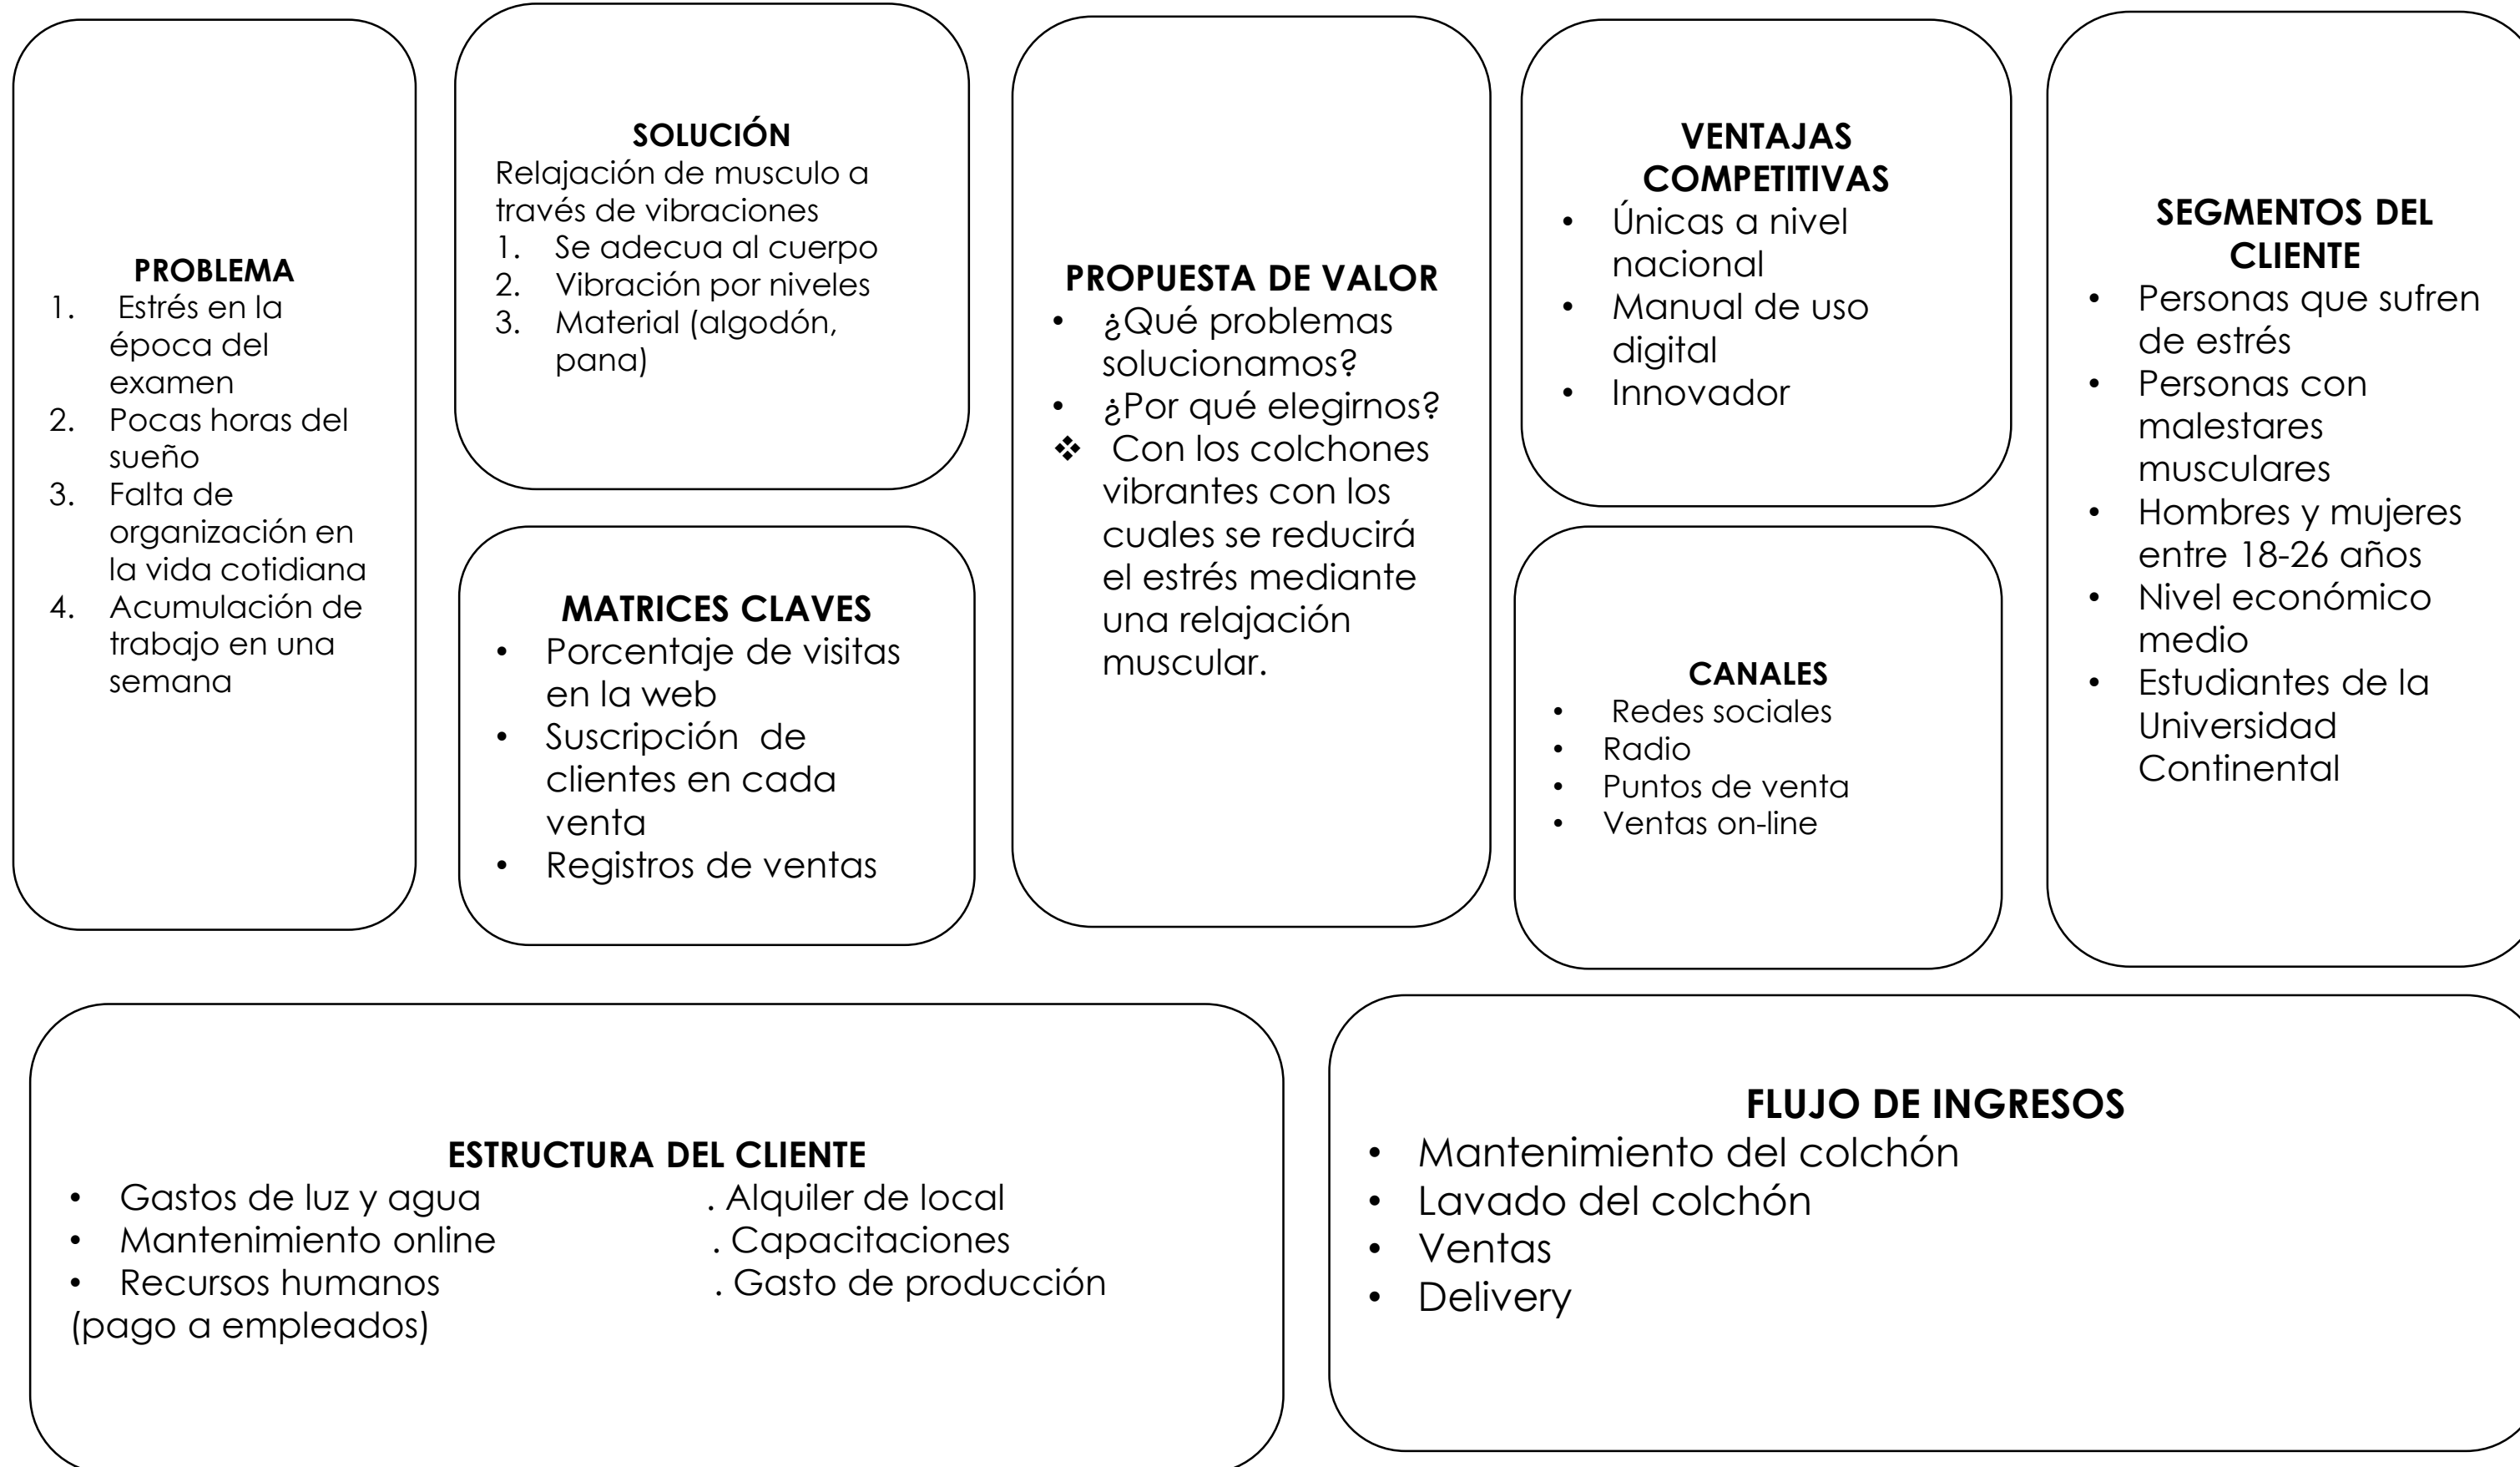 PROBLEMA
1. Estrés en la
época del
examen
2. Pocas horas del
sueño
3. Falta de
organización en
la vida cotidiana
4. Acumulación de
trabajo en una
semana
SOLUCIÓN
Relajación de musculo a
través de vibraciones
1. Se adecua al cuerpo
2. Vibración por niveles
3. Material (algodón,
pana)
MATRICES CLAVES
• Porcentaje de visitas
en la web
• Suscripción de
clientes en cada
venta
• Registros de ventas
PROPUESTA DE VALOR
• ¿Qué problemas
solucionamos?
• ¿Por qué elegirnos?
❖ Con los colchones
vibrantes con los
cuales se reducirá
el estrés mediante
una relajación
muscular.
VENTAJAS
COMPETITIVAS
• Únicas a nivel
nacional
• Manual de uso
digital
• Innovador
CANALES
• Redes sociales
• Radio
• Puntos de venta
• Ventas on-line
SEGMENTOS DEL
CLIENTE
• Personas que sufren
de estrés
• Personas con
malestares
musculares
• Hombres y mujeres
entre 18-26 años
• Nivel económico
medio
• Estudiantes de la
Universidad
Continental
ESTRUCTURA DEL CLIENTE
• Gastos de luz y agua . Alquiler de local
• Mantenimiento online . Capacitaciones
• Recursos humanos . Gasto de producción
(pago a empleados)
FLUJO DE INGRESOS
• Mantenimiento del colchón
• Lavado del colchón
• Ventas
• Delivery